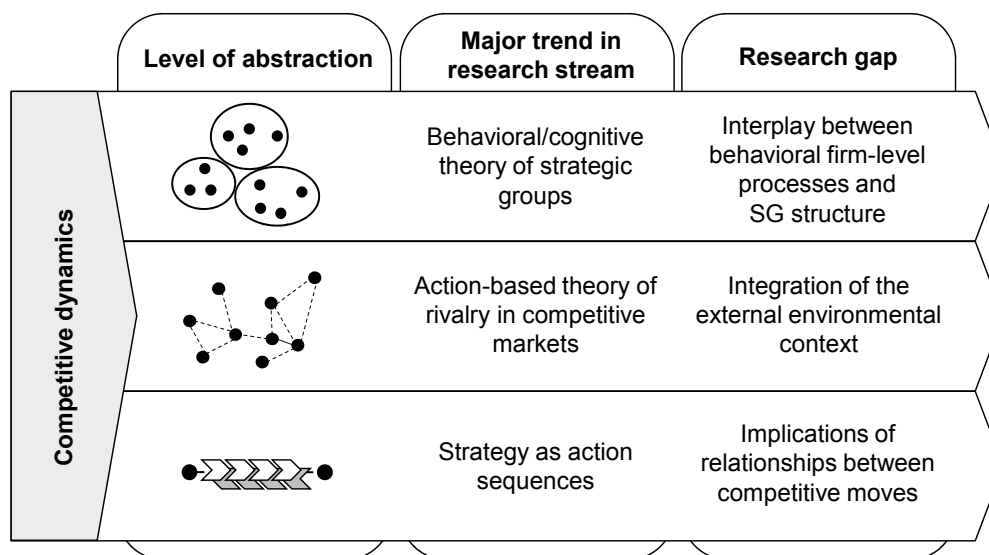 Level of abstraction
Major trend in
research stream
Research gap
Competitive dynamics
Behavioral/cognitive
theory of strategic
groups
Interplay between
behavioral firm-level
processes and
SG structure
Action-based theory of
rivalry in competitive
markets
Integration of the
external environmental
context
Strategy as action
sequences
Implications of
relationships between
competitive moves